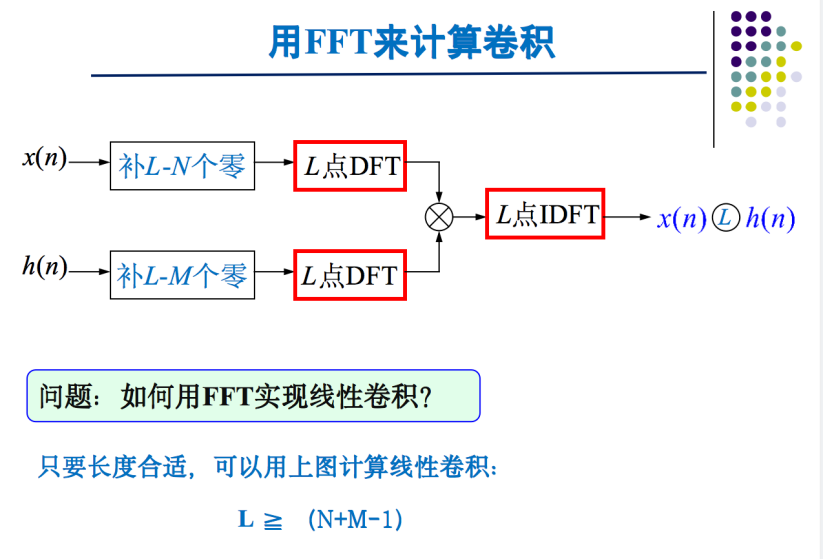 用FFT来计算卷积
x(n) 补L-N个零 L点DFT
L点IDFT x(n) Ⓛ h(n)
h(n) 补L-M个零 L点DFT
问题：如何用FFT实现线性卷积？
只要长度合适，可以用上图计算线性卷积：
L ≧ (N+M-1)